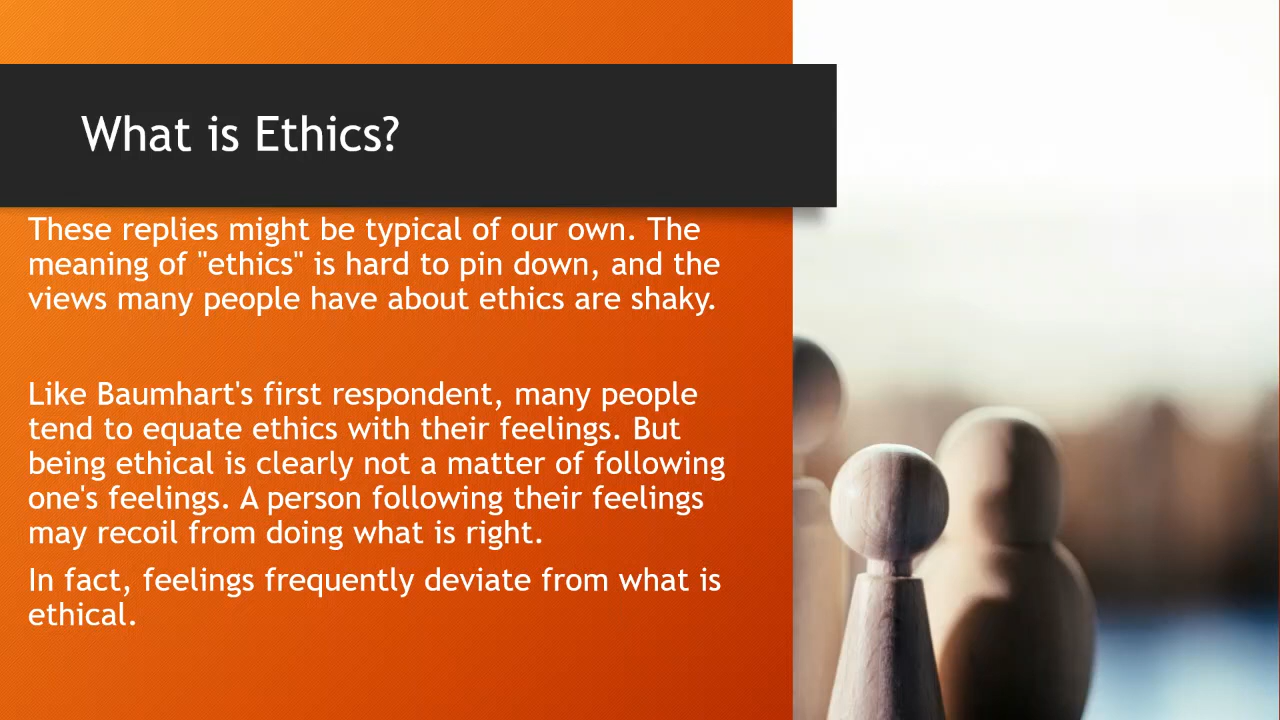 What is Ethics?
These replies might be typical of our own. The
meaning of "ethics" is hard to pin down, and the
views many people have about ethics are shaky.
Like Baumhart's first respondent, many people
tend to equate ethics with their feelings. But
being ethical is clearly not a matter of following
one's feelings. A person following their feelings
may recoil from doing what is right.
In fact, feelings frequently deviate from what is
ethical.